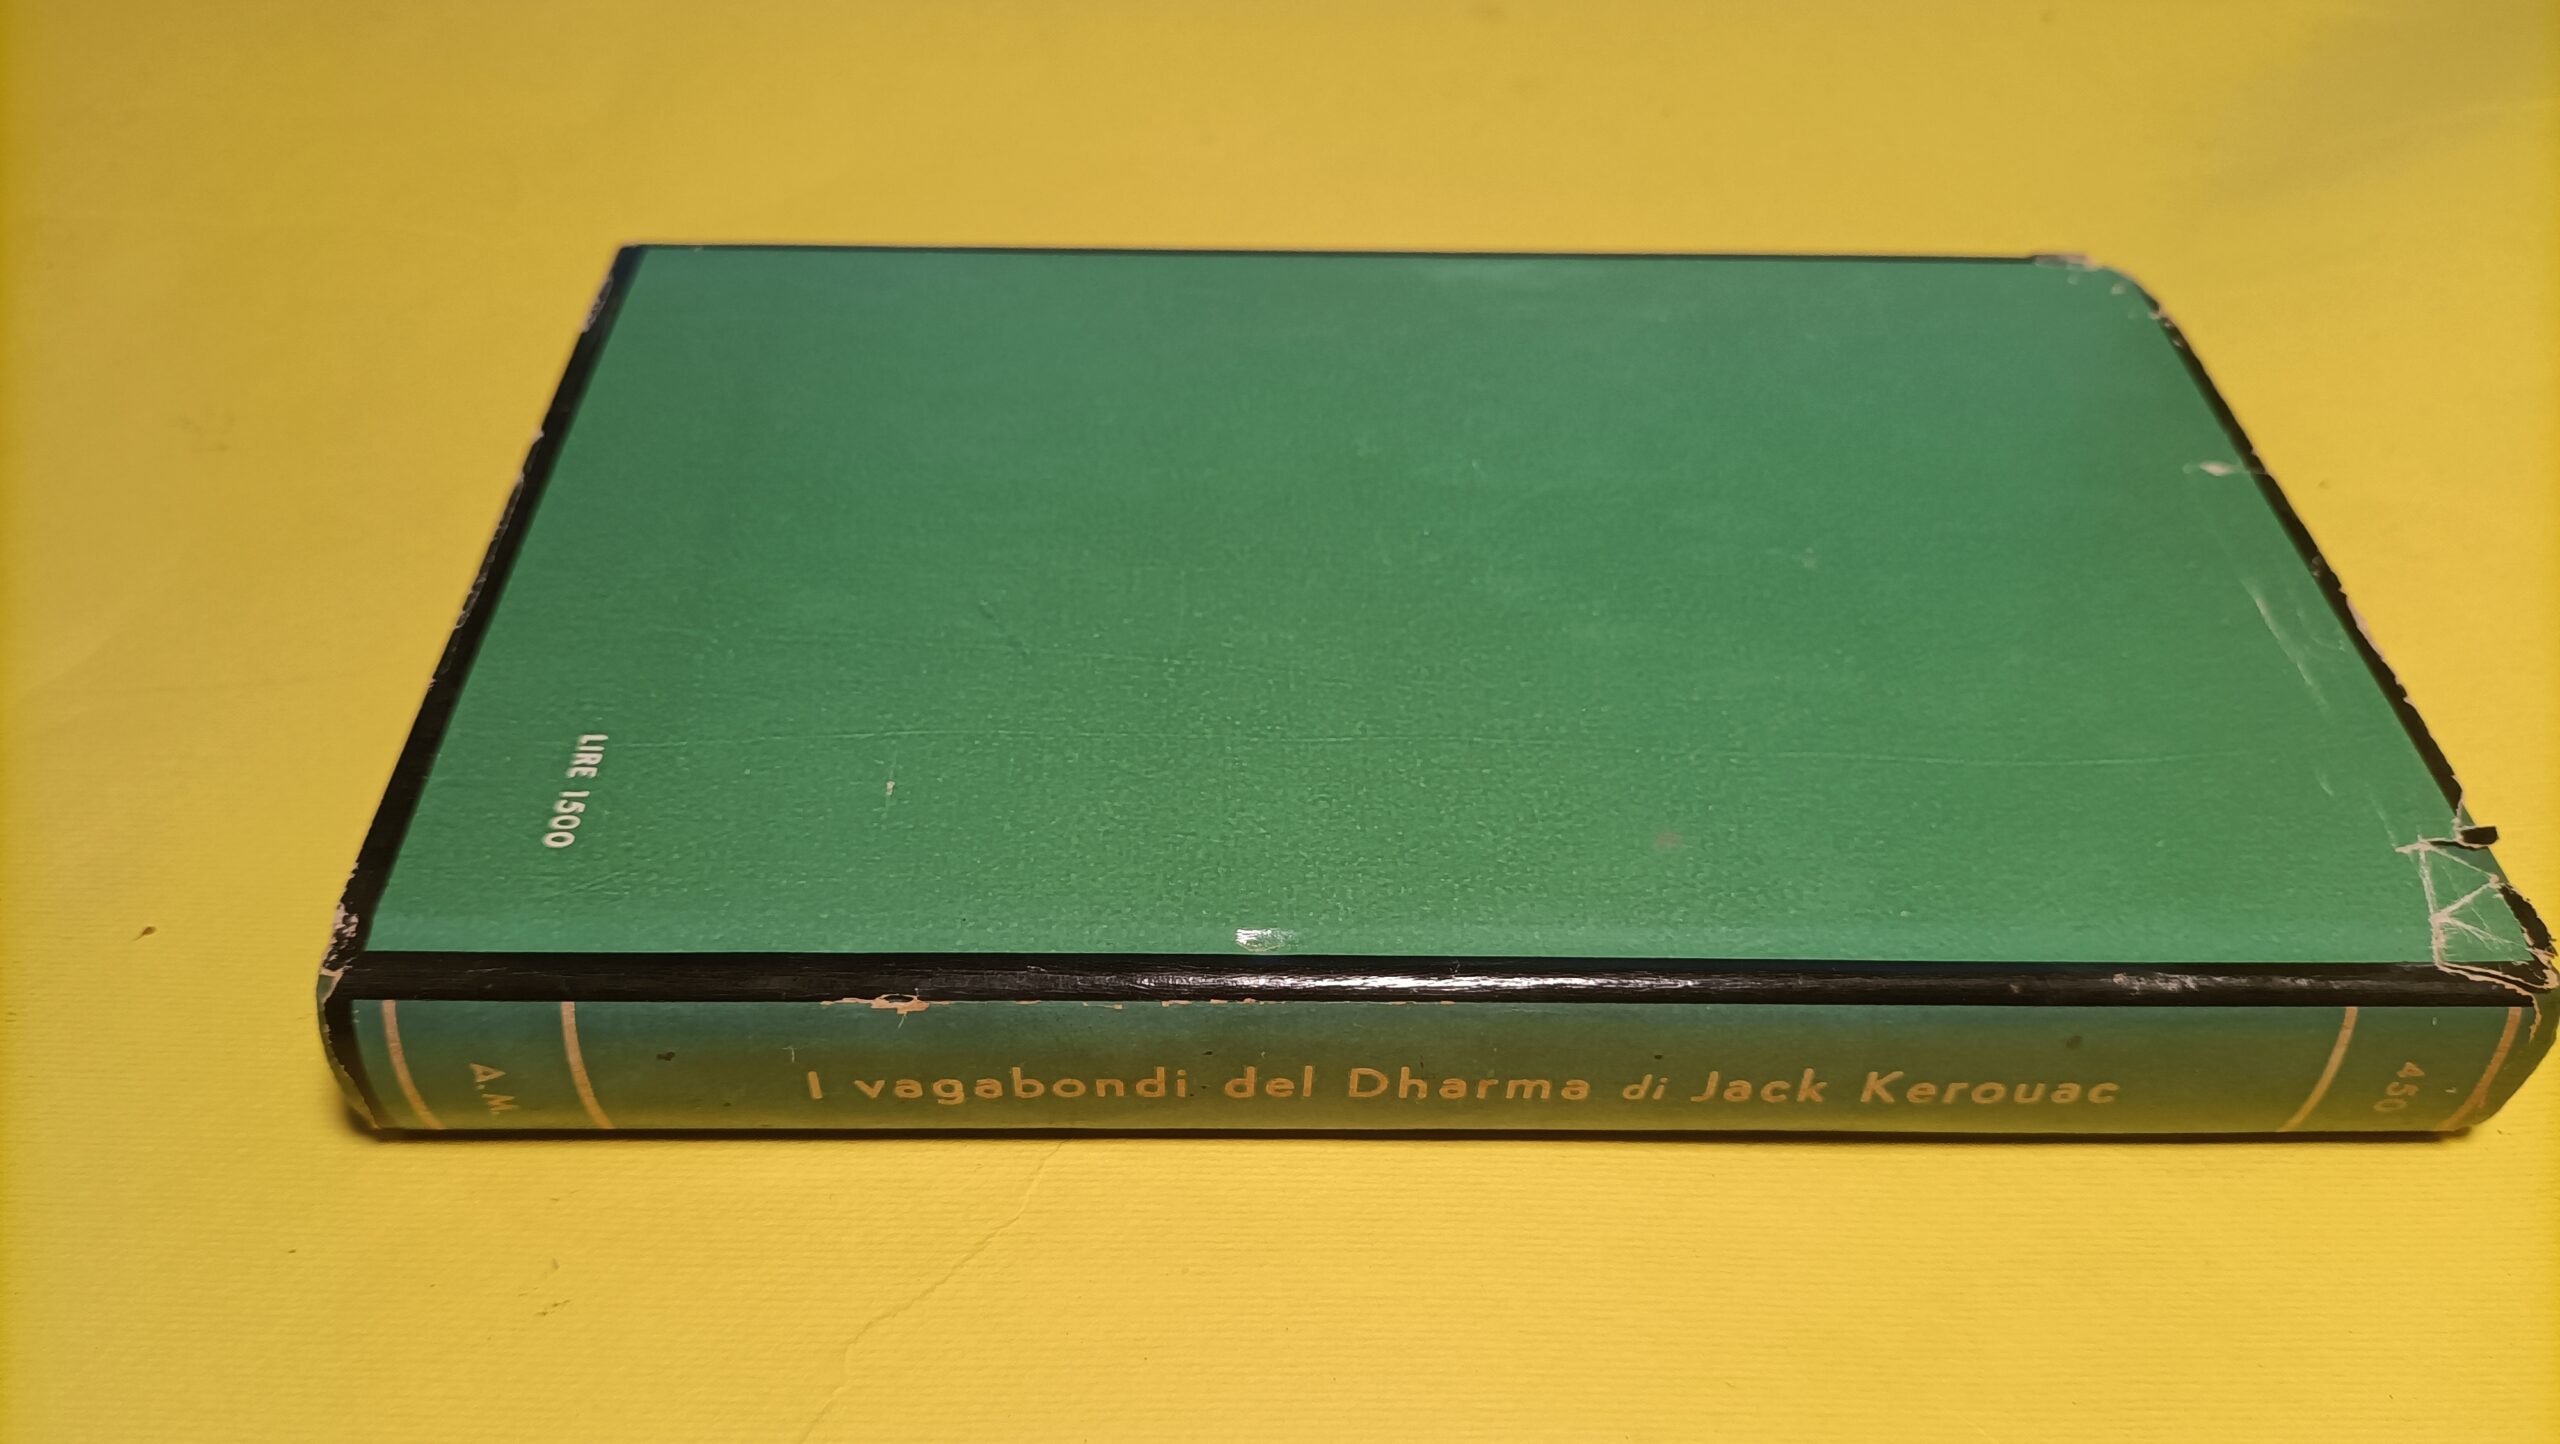 LIRE 1500
A.M.
I vagabondi del Dharma di Jack Kerouac
450